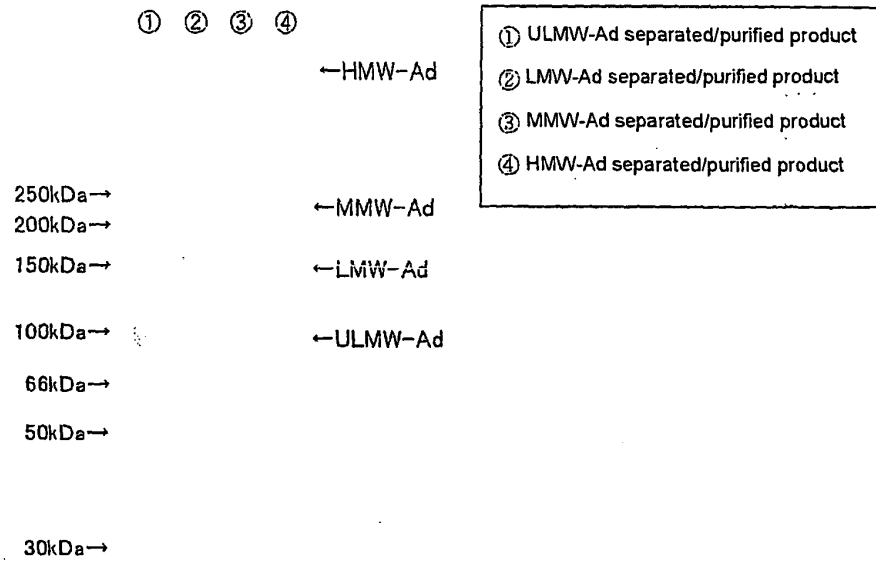 ① ② ③ ④
←HMW-Ad
① ULMW-Ad separated/purified product
② LMW-Ad separated/purified product
③ MMW-Ad separated/purified product
④ HMW-Ad separated/purified product
250kDa→
←MMW-Ad
200kDa→
150kDa→ ←LMW-Ad
100kDa→ ←ULMW-Ad
66kDa→
50kDa→
30kDa→